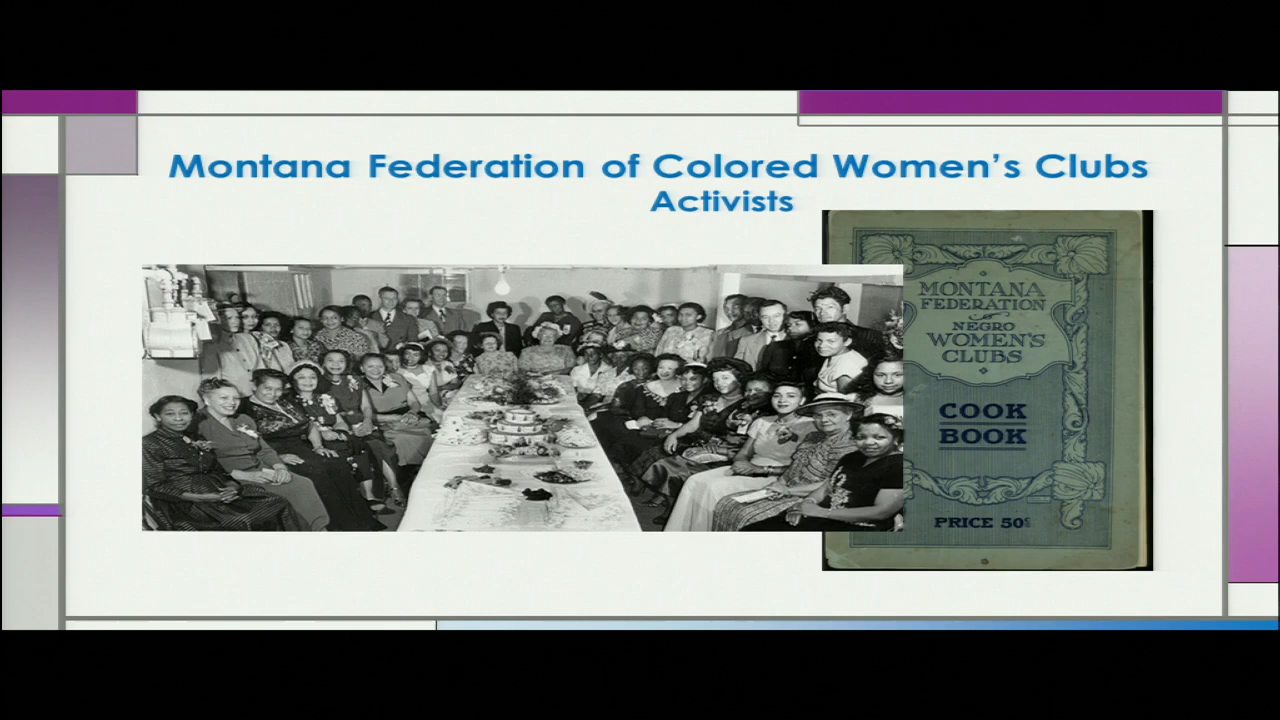 Montana Federation of Colored Women's Clubs
Activists
MONTANA
FEDERATION
NEGRO
WOMEN'S
CLUBS
COOK
BOOK
PRICE 50¢